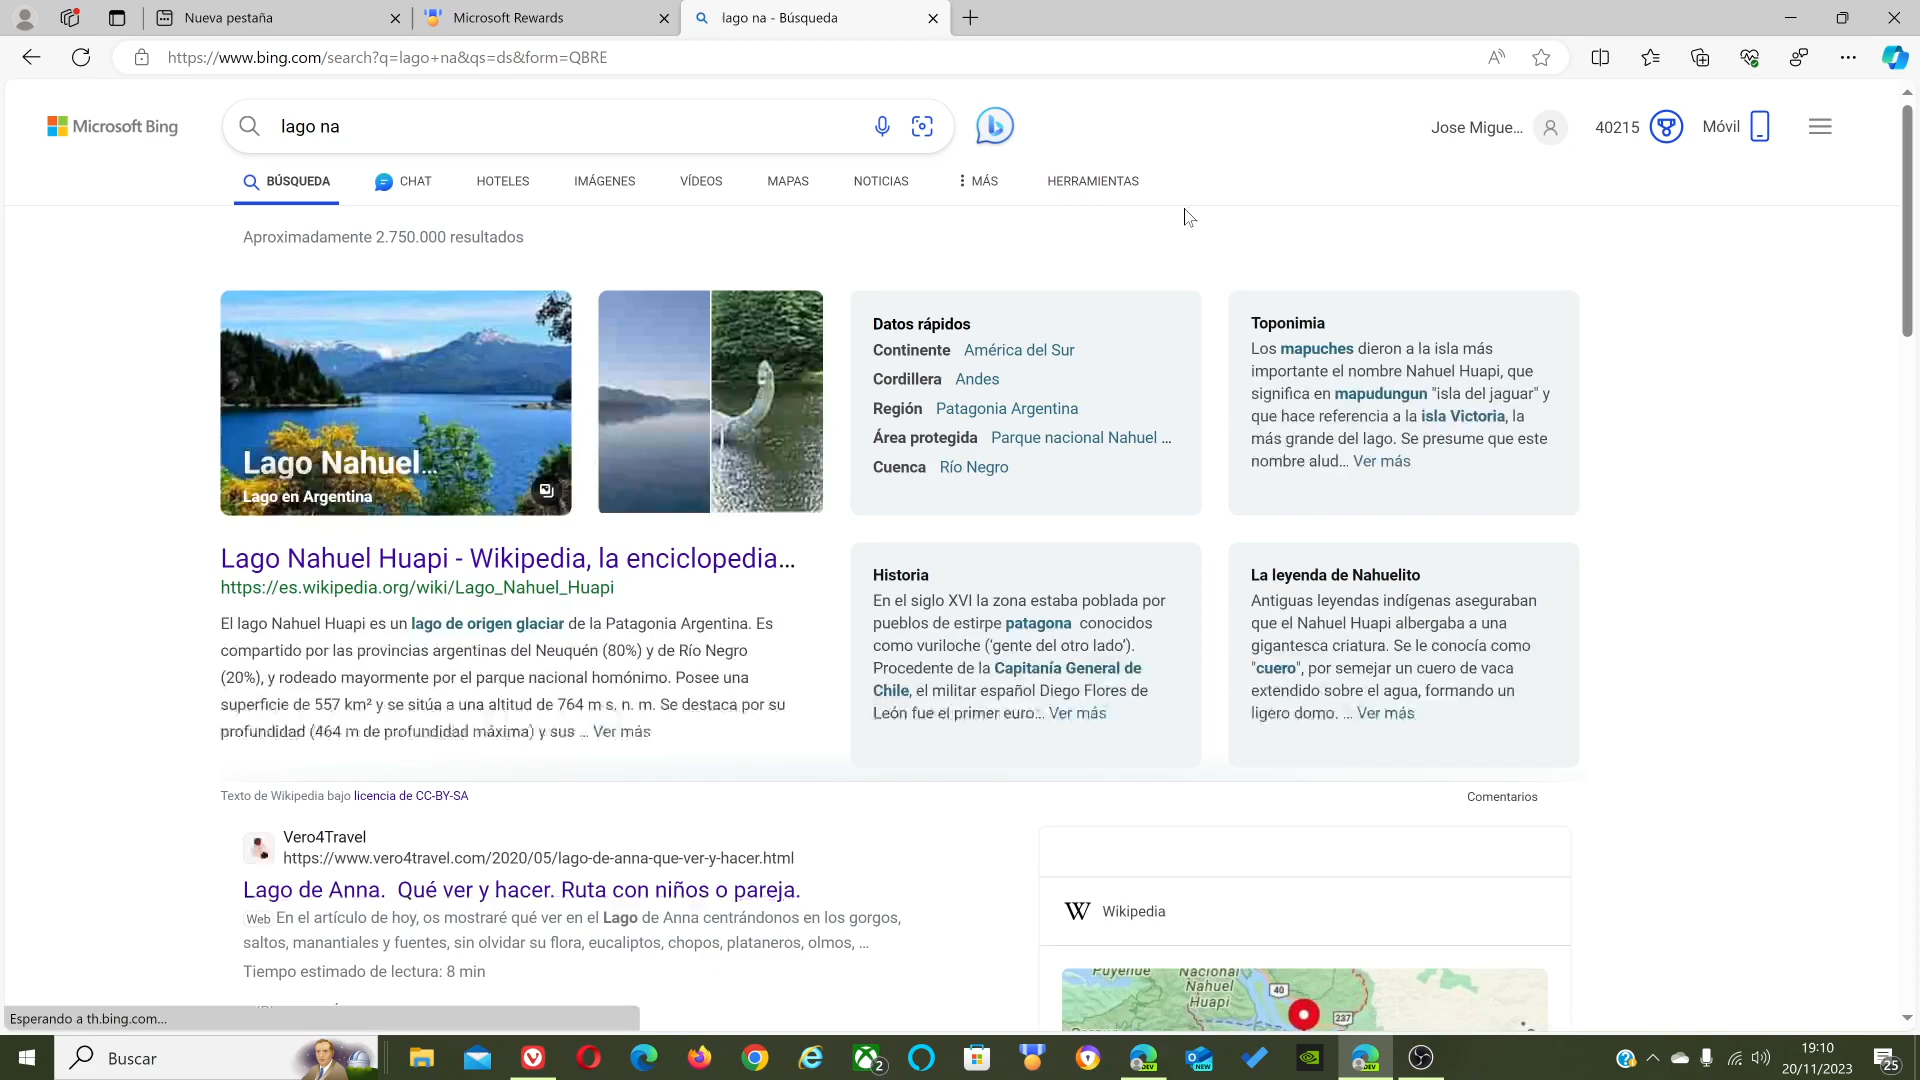 Nueva pestaña
Microsoft Rewards
lago na - Búsqueda
https://www.bing.com/search?q=lago+na&qs=ds&form=QBRE
Microsoft Bing
lago na
Jose Migue...
40215
Móvil
BÚSQUEDA
CHAT
HOTELES
IMÁGENES
VÍDEOS
MAPAS
NOTICIAS
MÁS
HERRAMIENTAS
Aproximadamente 2.750.000 resultados
Lago Nahuel...
Lago en Argentina
Datos rápidos
Continente América del Sur
Cordillera Andes
Región Patagonia Argentina
Área protegida Parque nacional Nahuel ...
Cuenca Río Negro
Toponimia
Los mapuches dieron a la isla más
importante el nombre Nahuel Huapi, que
significa en mapudungun "isla del jaguar" y
que hace referencia a la isla Victoria, la
más grande del lago. Se presume que este
nombre alud... Ver más
Lago Nahuel Huapi - Wikipedia, la enciclopedia...
https://es.wikipedia.org/wiki/Lago_Nahuel_Huapi
El lago Nahuel Huapi es un lago de origen glaciar de la Patagonia Argentina. Es
compartido por las provincias argentinas del Neuquén (80%) y de Río Negro
(20%), y rodeado mayormente por el parque nacional homónimo. Posee una
superficie de 557 km² y se sitúa a una altitud de 764 m s. n. m. Se destaca por su
profundidad (464 m de profundidad máxima) y sus ... Ver más
Historia
En el siglo XVI la zona estaba poblada por
pueblos de estirpe patagona conocidos
como vuriloche ('gente del otro lado').
Procedente de la Capitanía General de
Chile, el militar español Diego Flores de
León fue el primer euro... Ver más
La leyenda de Nahuelito
Antiguas leyendas indígenas aseguraban
que el Nahuel Huapi albergaba a una
gigantesca criatura. Se le conocía como
"cuero", por semejar un cuero de vaca
extendido sobre el agua, formando un
ligero domo. ... Ver más
Texto de Wikipedia bajo licencia de CC-BY-SA
Comentarios
Vero4Travel
https://www.vero4travel.com/2020/05/lago-de-anna-que-ver-y-hacer.html
Lago de Anna. Qué ver y hacer. Ruta con niños o pareja.
Web En el artículo de hoy, os mostraré qué ver en el Lago de Anna centrándonos en los gorgos,
saltos, manantiales y fuentes, sin olvidar su flora, eucaliptos, chopos, plataneros, olmos, ...
Tiempo estimado de lectura: 8 min
Wikipedia
Puyehue
Nacional
Nahuel
Huapi
40
237
Esperando a th.bing.com...
Buscar
2
DEV
NEW
DEV
19:10
20/11/2023
25